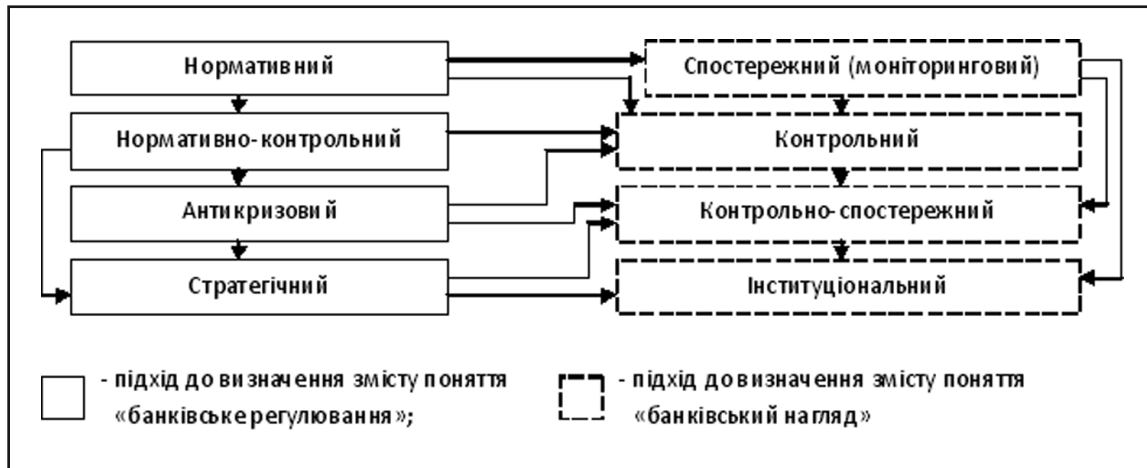 Нормативний
Спостережний (моніторинговий)
Нормативно-контрольний
Контрольний
Антикризовий
Контрольно-спостережний
Стратегічний
Інституціональний
- підхід до визначення змісту поняття
«банківське регулювання»;
- підхід до визначення змісту поняття
«банківський нагляд»